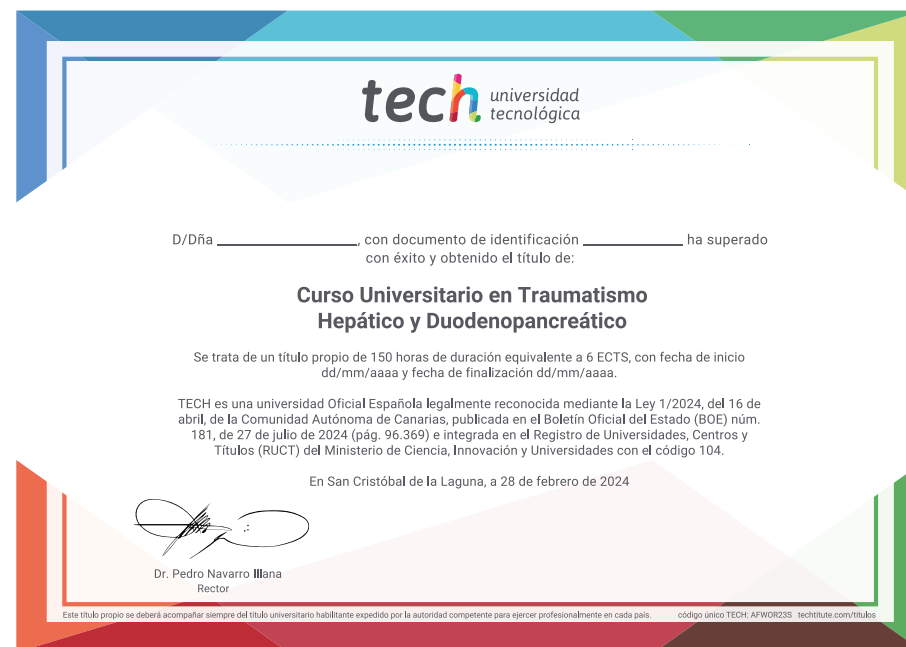 tech universidad
tecnológica
D/Dña ____________________, con documento de identificación ______________ ha superado
con éxito y obtenido el título de:
Curso Universitario en Traumatismo
Hepático y Duodenopancreático
Se trata de un título propio de 150 horas de duración equivalente a 6 ECTS, con fecha de inicio
dd/mm/aaaa y fecha de finalización dd/mm/aaaa.
TECH es una universidad Oficial Española legalmente reconocida mediante la Ley 1/2024, del 16 de
abril, de la Comunidad Autónoma de Canarias, publicada en el Boletín Oficial del Estado (BOE) núm.
181, de 27 de julio de 2024 (pág. 96.369) e integrada en el Registro de Universidades, Centros y
Títulos (RUCT) del Ministerio de Ciencia, Innovación y Universidades con el código 104.
En San Cristóbal de la Laguna, a 28 de febrero de 2024
Dr. Pedro Navarro Illana
Rector
Este título propio se deberá acompañar siempre del título universitario habilitante expedido por la autoridad competente para ejercer profesionalmente en cada país. código único TECH: AFWOR23S techtitute.com/titulos